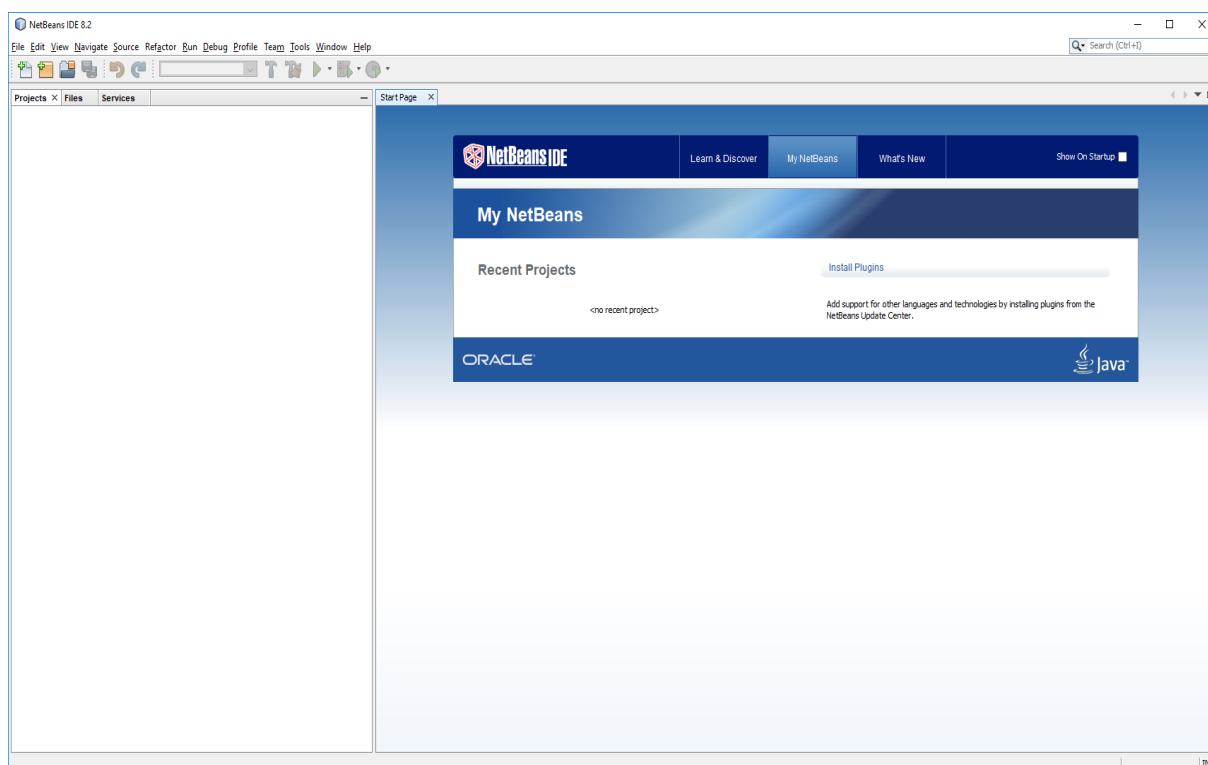 NetBeans IDE 8.2
File Edit View Navigate Source Refactor Run Debug Profile Team Tools Window Help
Search (Ctrl+I)
Projects Files Services
Start Page
NetBeans IDE
Learn & Discover
My NetBeans
What's New
Show On Startup
My NetBeans
Recent Projects
<no recent project>
Install Plugins
Add support for other languages and technologies by installing plugins from the
NetBeans Update Center.
ORACLE
Java™